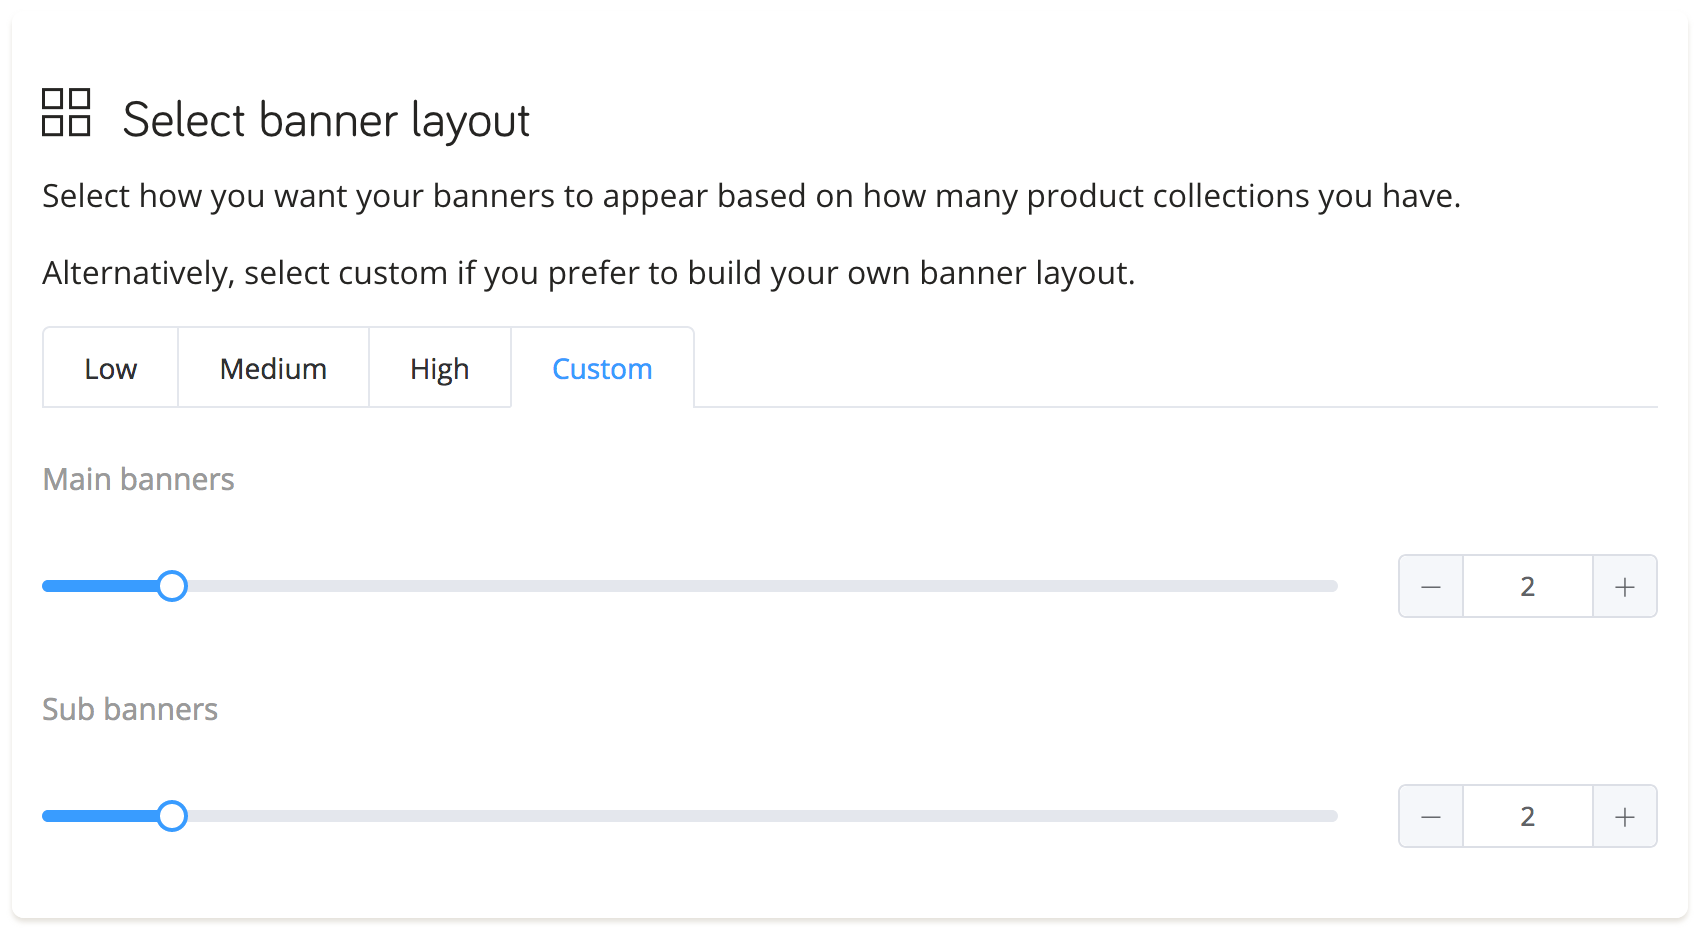 Select banner layout
Select how you want your banners to appear based on how many product collections you have.
Alternatively, select custom if you prefer to build your own banner layout.
Low Medium High Custom
Main banners
— 2 +
Sub banners
— 2 +